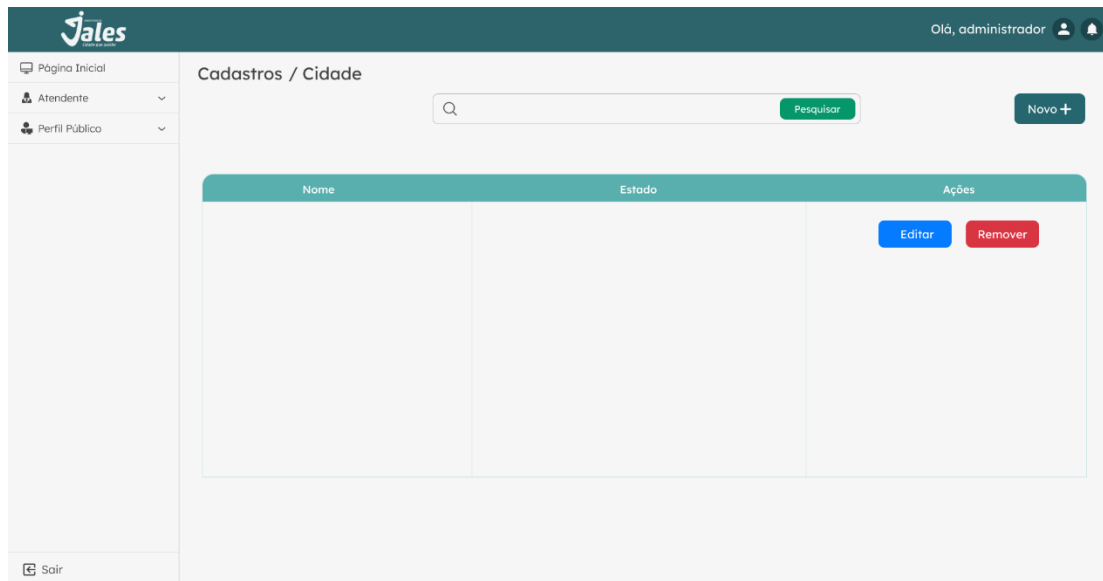 Jales
Olá, administrador
Página Inicial
Atendente
Perfil Público
Cadastros / Cidade
Pesquisar
Novo
Nome
Estado
Ações
Editar
Remover
Sair